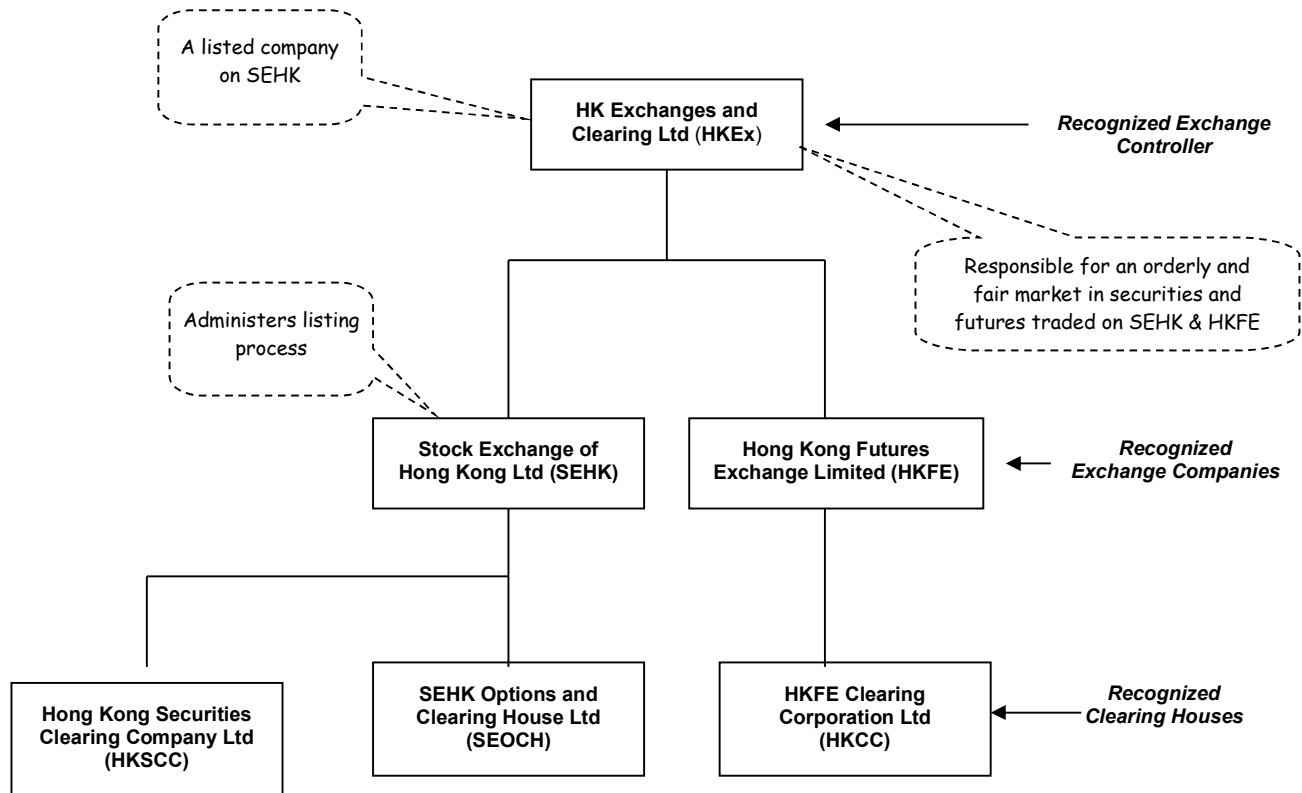 A listed company
on SEHK
HK Exchanges and
Clearing Ltd (HKEx)
Recognized Exchange
Controller
Responsible for an orderly and
fair market in securities and
futures traded on SEHK & HKFE
Administers listing
process
Stock Exchange of
Hong Kong Ltd (SEHK)
Hong Kong Futures
Exchange Limited (HKFE)
Recognized
Exchange Companies
Hong Kong Securities
Clearing Company Ltd
(HKSCC)
SEHK Options and
Clearing House Ltd
(SEOCH)
HKFE Clearing
Corporation Ltd
(HKCC)
Recognized
Clearing Houses